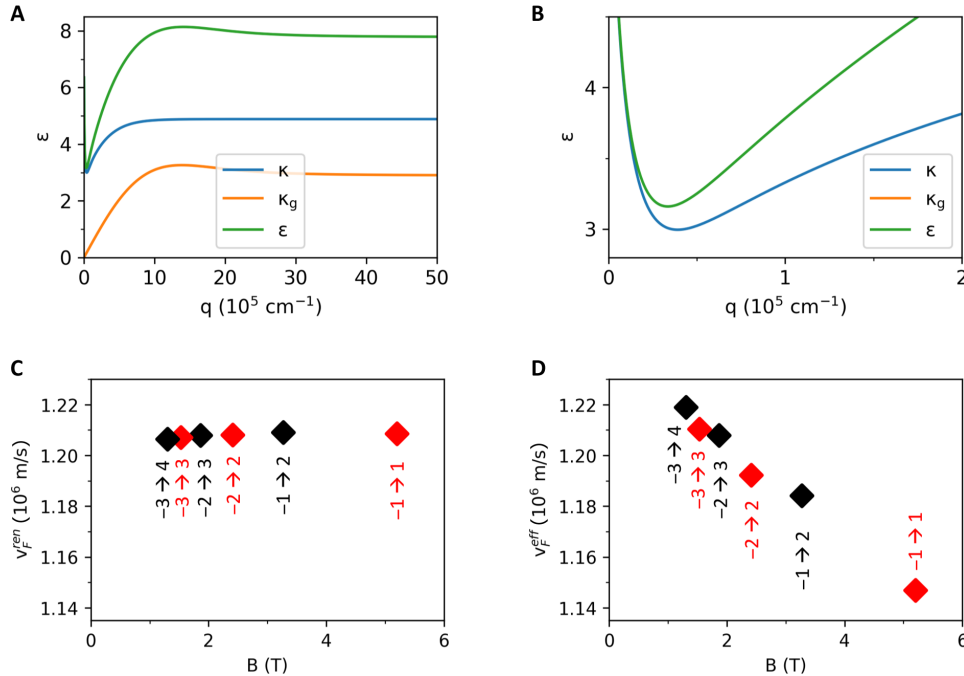 A
8
6
4
2
0
ε
κ
κg
ε
0 10 20 30 40 50
q (10⁵ cm⁻¹)
B
4
3
ε
κ
κg
ε
0 1 2
q (10⁵ cm⁻¹)
C
1.22
1.20
1.18
1.16
1.14
v_F^ren (10⁶ m/s)
−3➔4
−3➔3
−2➔3
−2➔2
−1➔2
−1➔1
0 2 4 6
B (T)
D
1.22
1.20
1.18
1.16
1.14
v_F^eff (10⁶ m/s)
−3➔4
−3➔3
−2➔3
−2➔2
−1➔2
−1➔1
0 2 4 6
B (T)